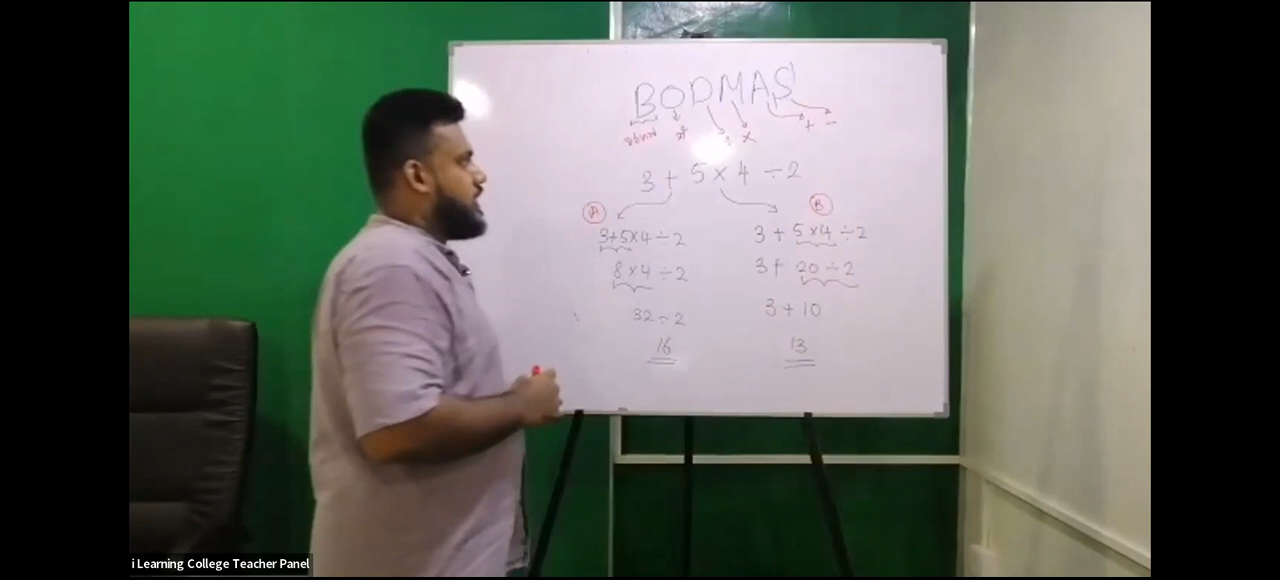 BODMAS
÷ × + −
3 + 5 × 4 ÷ 2
A B
3+5×4÷2 3 + 5×4÷2
8×4÷2 3+ 20÷2
32÷2 3+10
16 13
i Learning College Teacher Panel